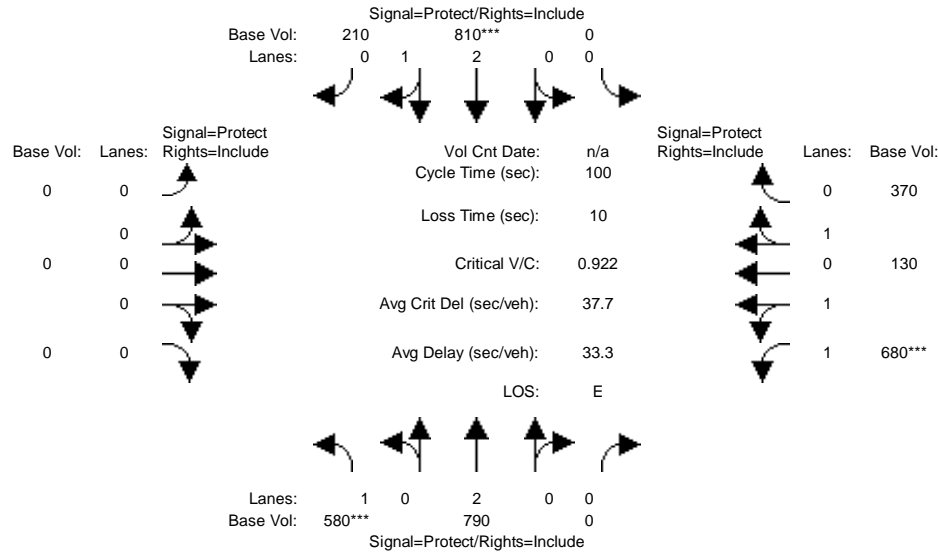 Signal=Protect/Rights=Include
Base Vol: 210 810*** 0
Lanes: 0 1 2 0 0
Signal=Protect
Base Vol: Lanes: Rights=Include
Vol Cnt Date: n/a
Signal=Protect
Rights=Include Lanes: Base Vol:
Cycle Time (sec): 100
0 0
0 370
Loss Time (sec): 10
0
1
0 0
Critical V/C: 0.922
0 130
0
Avg Crit Del (sec/veh): 37.7
1
0 0
Avg Delay (sec/veh): 33.3
1 680***
LOS: E
Lanes: 1 0 2 0 0
Base Vol: 580*** 790 0
Signal=Protect/Rights=Include